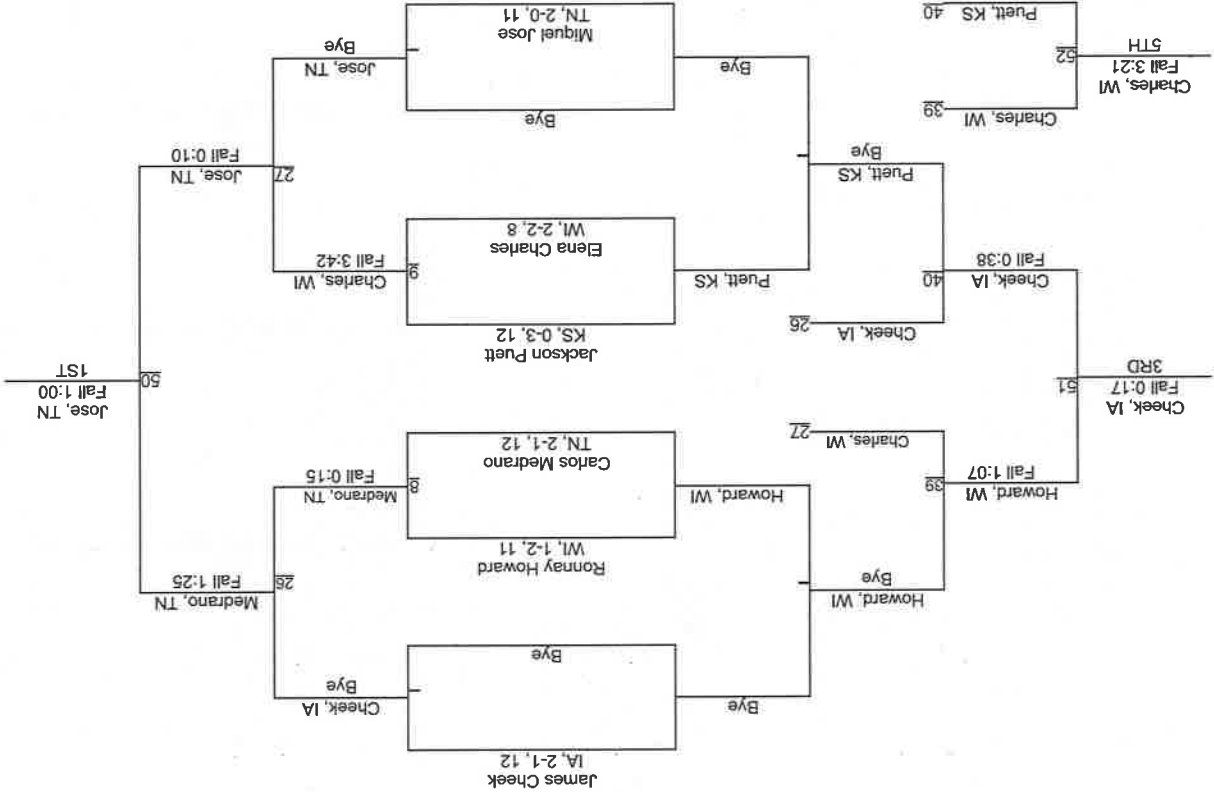 James Cheek
IA, 2-1, 12
Bye
Cheek, IA
Bye
Bye
Howard, WI
Bye
Medrano, TN
Fall 1:25
26
Ronnay Howard
WI, 1-2, 11
Howard, WI
Fall 1:07
39
Howard, WI
8
Medrano, TN
Fall 0:15
Carlos Medrano
TN, 2-1, 12
Charles, WI
27
Cheek, IA
Fall 0:17
3RD
51
50
Jose, TN
Fall 1:00
1ST
Jackson Puett
KS, 0-3, 12
Cheek, IA
26
Cheek, IA
Fall 0:38
40
Puett, KS
9
Charles, WI
Fall 3:42
Elena Charles
WI, 2-2, 8
Puett, KS
Bye
27
Jose, TN
Fall 0:10
Charles, WI
39
Bye
Charles, WI
Fall 3:21
5TH
52
Bye
Jose, TN
Bye
Puett, KS
40
Miquel Jose
TN, 2-0, 11